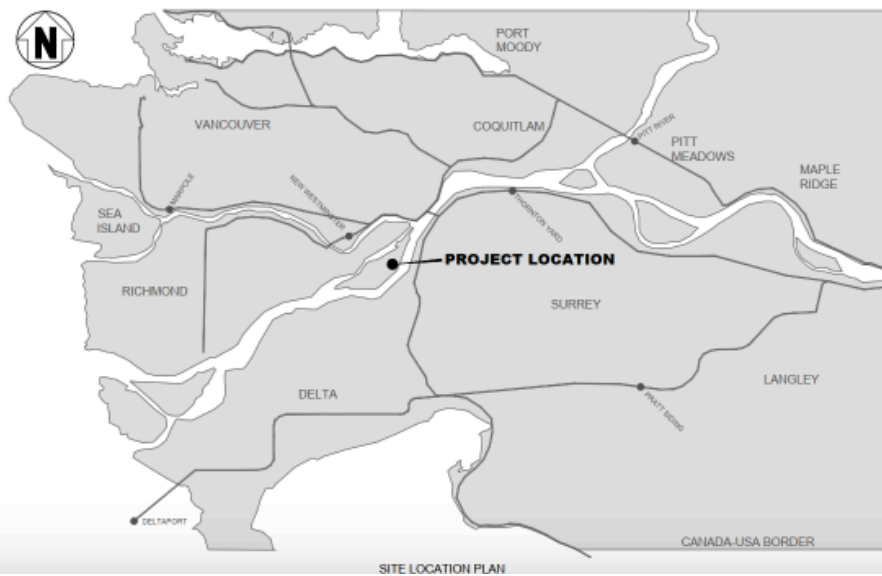 N
PORT
MOODY
VANCOUVER
COQUITLAM
PITT RIVER
PITT
MEADOWS
MAPLE
RIDGE
MARPOLE
NEW WESTMINSTER
THORNTON YARD
SEA
ISLAND
PROJECT LOCATION
RICHMOND
SURREY
DELTA
LANGLEY
PRATT SIDING
DELTAPORT
CANADA-USA BORDER
SITE LOCATION PLAN